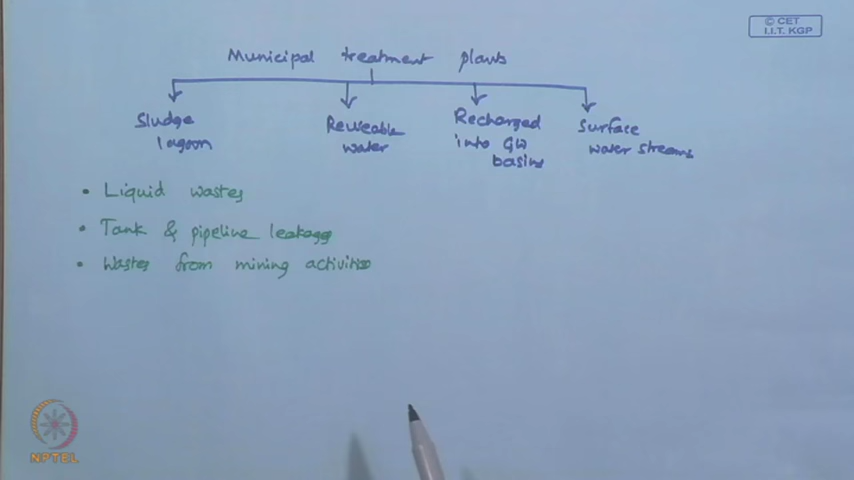 © CET
I.I.T. KGP
Municipal treatment plants
Sludge lagoon
Reuseable water
Recharged into GW basins
Surface water streams
• Liquid wastes
• Tank & pipeline leakage
• Wastes from mining activities
NPTEL